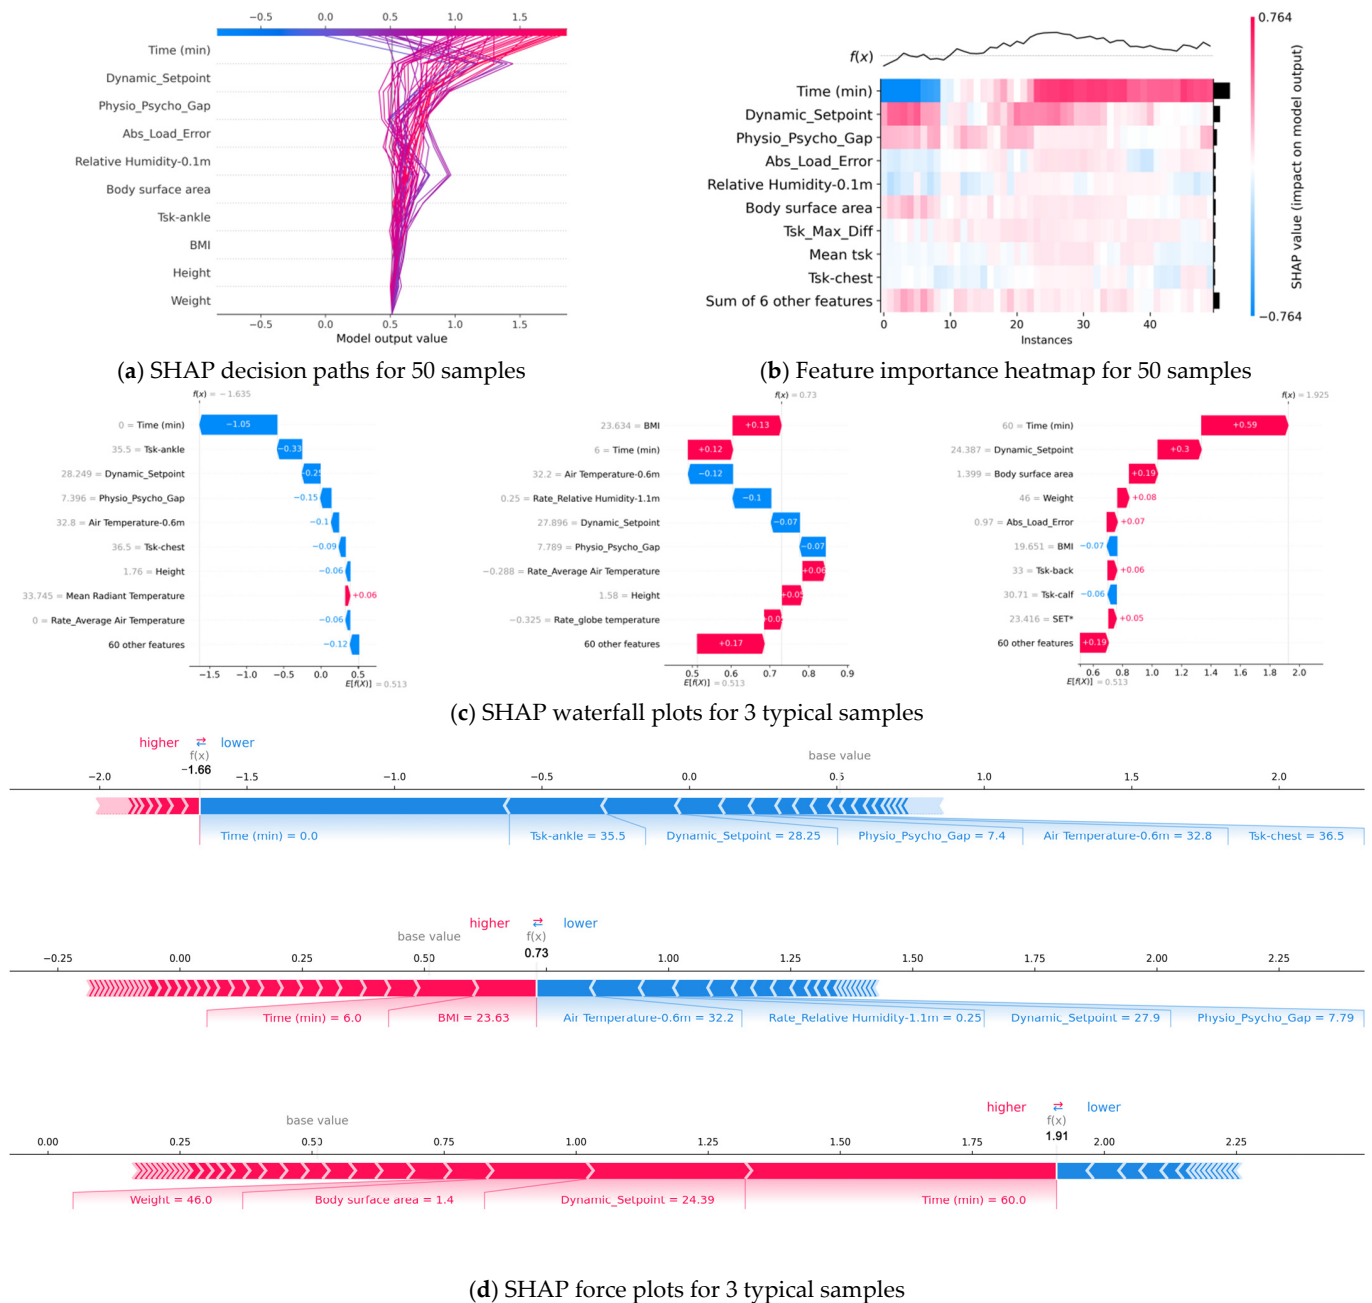 −0.5 0.0 0.5 1.0 1.5
Time (min)
Dynamic_Setpoint
Physio_Psycho_Gap
Abs_Load_Error
Relative Humidity-0.1m
Body surface area
Tsk-ankle
BMI
Height
Weight
−0.5 0.0 0.5 1.0 1.5
Model output value
(a) SHAP decision paths for 50 samples
f(x)
Time (min)
Dynamic_Setpoint
Physio_Psycho_Gap
Abs_Load_Error
Relative Humidity-0.1m
Body surface area
Tsk_Max_Diff
Mean tsk
Tsk-chest
Sum of 6 other features
0 10 20 30 40
Instances
0.764
SHAP value (impact on model output)
−0.764
(b) Feature importance heatmap for 50 samples
f(x) = −1.635
0 = Time (min) −1.05
35.5 = Tsk-ankle −0.33
28.249 = Dynamic_Setpoint −0.25
7.396 = Physio_Psycho_Gap −0.15
32.8 = Air Temperature-0.6m −0.1
36.5 = Tsk-chest −0.09
1.76 = Height −0.06
33.745 = Mean Radiant Temperature +0.06
0 = Rate_Average Air Temperature −0.06
60 other features −0.12
−1.5 −1.0 −0.5 0.0 0.5
E[f(X)] = 0.513
f(x) = 0.73
23.634 = BMI +0.13
6 = Time (min) +0.12
32.2 = Air Temperature-0.6m −0.12
0.25 = Rate_Relative Humidity-1.1m −0.1
27.896 = Dynamic_Setpoint −0.07
7.789 = Physio_Psycho_Gap −0.07
−0.288 = Rate_Average Air Temperature +0.06
1.58 = Height +0.05
−0.325 = Rate_globe temperature +0.05
60 other features +0.17
0.5 0.6 0.7 0.8 0.9
E[f(X)] = 0.513
f(x) = 1.925
60 = Time (min) +0.59
24.387 = Dynamic_Setpoint +0.3
1.399 = Body surface area +0.19
46 = Weight +0.08
0.97 = Abs_Load_Error +0.07
19.651 = BMI −0.07
33 = Tsk-back +0.06
30.71 = Tsk-calf −0.06
23.416 = SET* +0.05
60 other features +0.19
0.6 0.8 1.0 1.2 1.4 1.6 1.8 2.0
E[f(X)] = 0.513
(c) SHAP waterfall plots for 3 typical samples
higher ⇄ lower
f(x) base value
−1.66
−2.0 −1.5 −1.0 −0.5 0.0 0.5 1.0 1.5 2.0
Time (min) = 0.0 Tsk-ankle = 35.5 Dynamic_Setpoint = 28.25 Physio_Psycho_Gap = 7.4 Air Temperature-0.6m = 32.8 Tsk-chest = 36.5
higher ⇄ lower
base value f(x)
0.73
−0.25 0.00 0.25 0.50 1.00 1.25 1.50 1.75 2.00 2.25
Time (min) = 6.0 BMI = 23.63 Air Temperature-0.6m = 32.2 Rate_Relative Humidity-1.1m = 0.25 Dynamic_Setpoint = 27.9 Physio_Psycho_Gap = 7.79
higher ⇄ lower
base value f(x)
1.91
0.00 0.25 0.50 0.75 1.00 1.25 1.50 1.75 2.00 2.25
Weight = 46.0 Body surface area = 1.4 Dynamic_Setpoint = 24.39 Time (min) = 60.0
(d) SHAP force plots for 3 typical samples